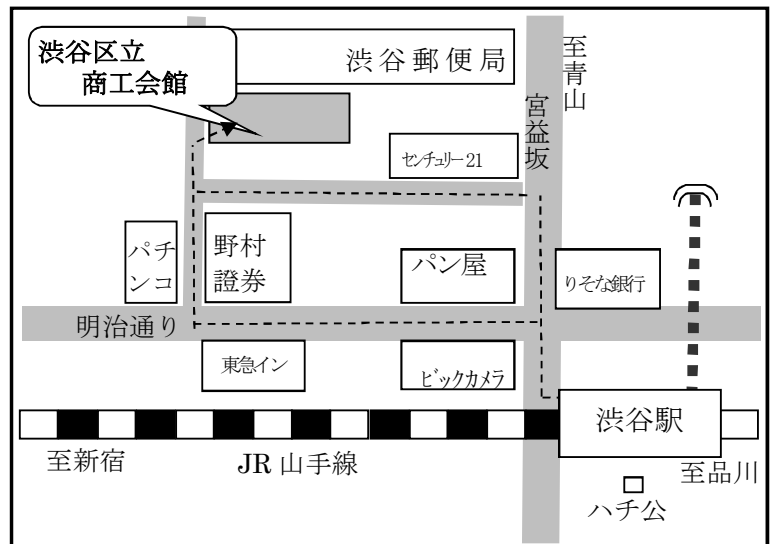 渋谷区立
商工会館
渋谷郵便局
至青山
宮益坂
センチュリー21
パチ
ンコ
野村
證券
パン屋
りそな銀行
明治通り
東急イン
ビックカメラ
渋谷駅
至新宿
JR 山手線
至品川
ハチ公